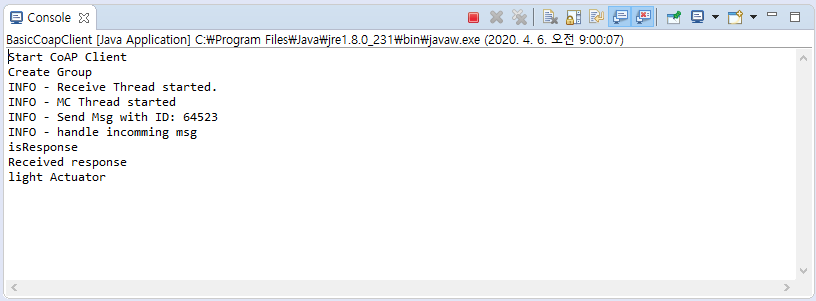 Console
BasicCoapClient [Java Application] C:₩Program Files₩Java₩jre1.8.0_231₩bin₩javaw.exe (2020. 4. 6. 오전 9:00:07)
Start CoAP Client
Create Group
INFO - Receive Thread started.
INFO - MC Thread started
INFO - Send Msg with ID: 64523
INFO - handle incomming msg
isResponse
Received response
light Actuator